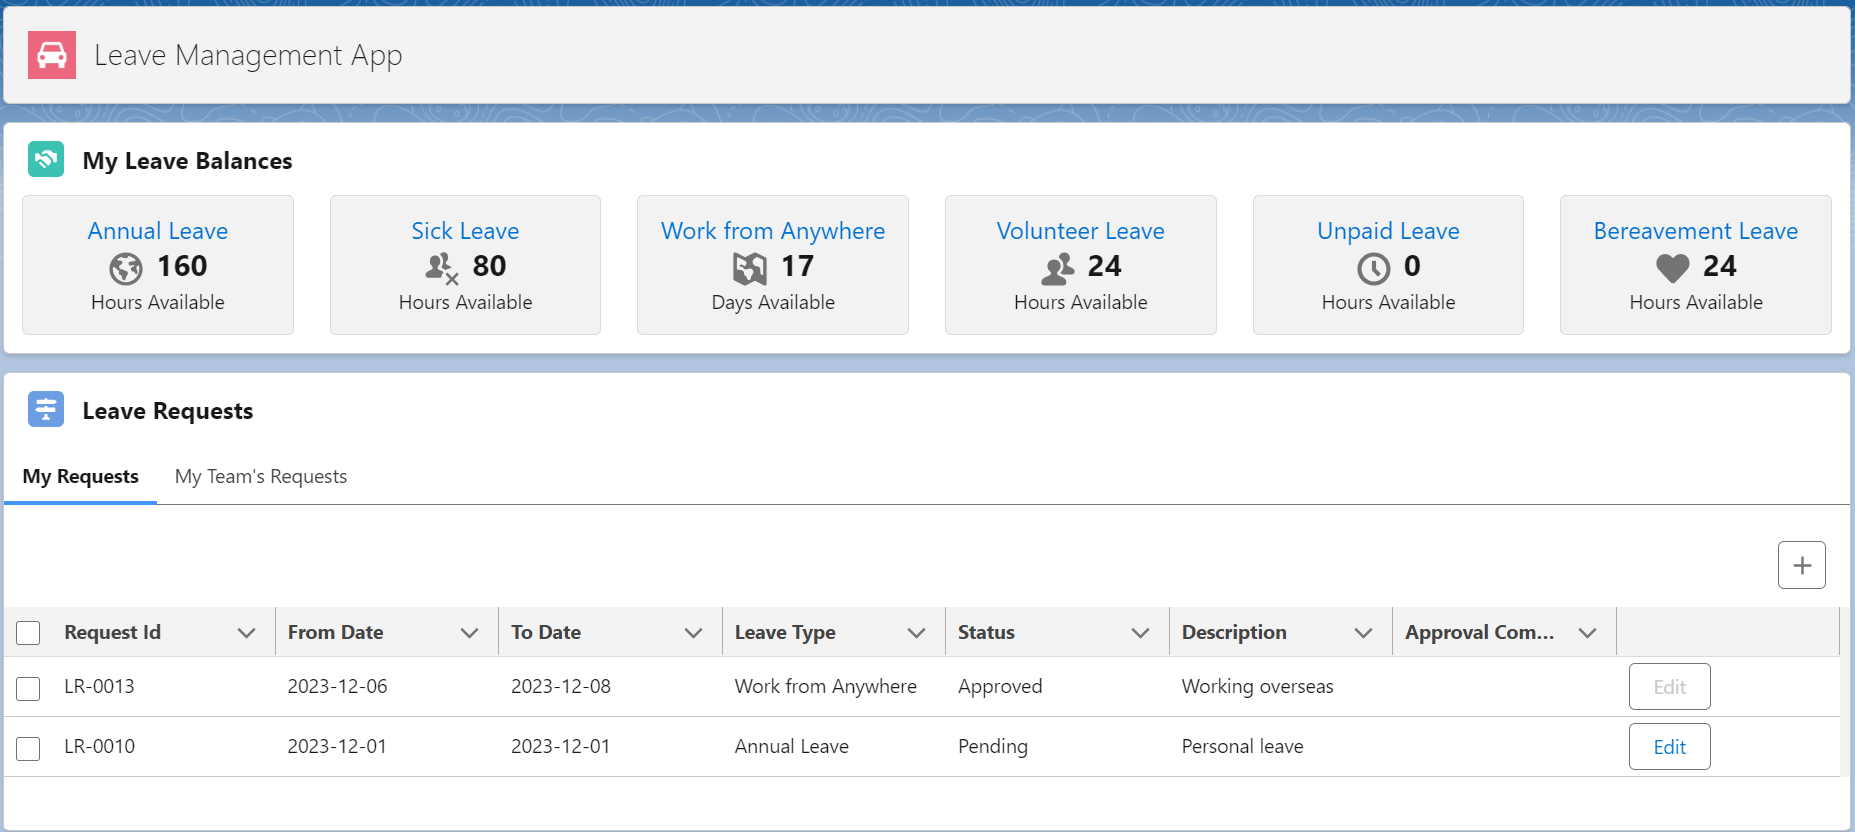 Leave Management App
My Leave Balances
Annual Leave Sick Leave Work from Anywhere Volunteer Leave Unpaid Leave Bereavement Leave
160 80 17 24 0 24
Hours Available Hours Available Days Available Hours Available Hours Available Hours Available
Leave Requests
My Requests My Team's Requests
+
Request Id From Date To Date Leave Type Status Description Approval Com...
LR-0013 2023-12-06 2023-12-08 Work from Anywhere Approved Working overseas Edit
LR-0010 2023-12-01 2023-12-01 Annual Leave Pending Personal leave Edit